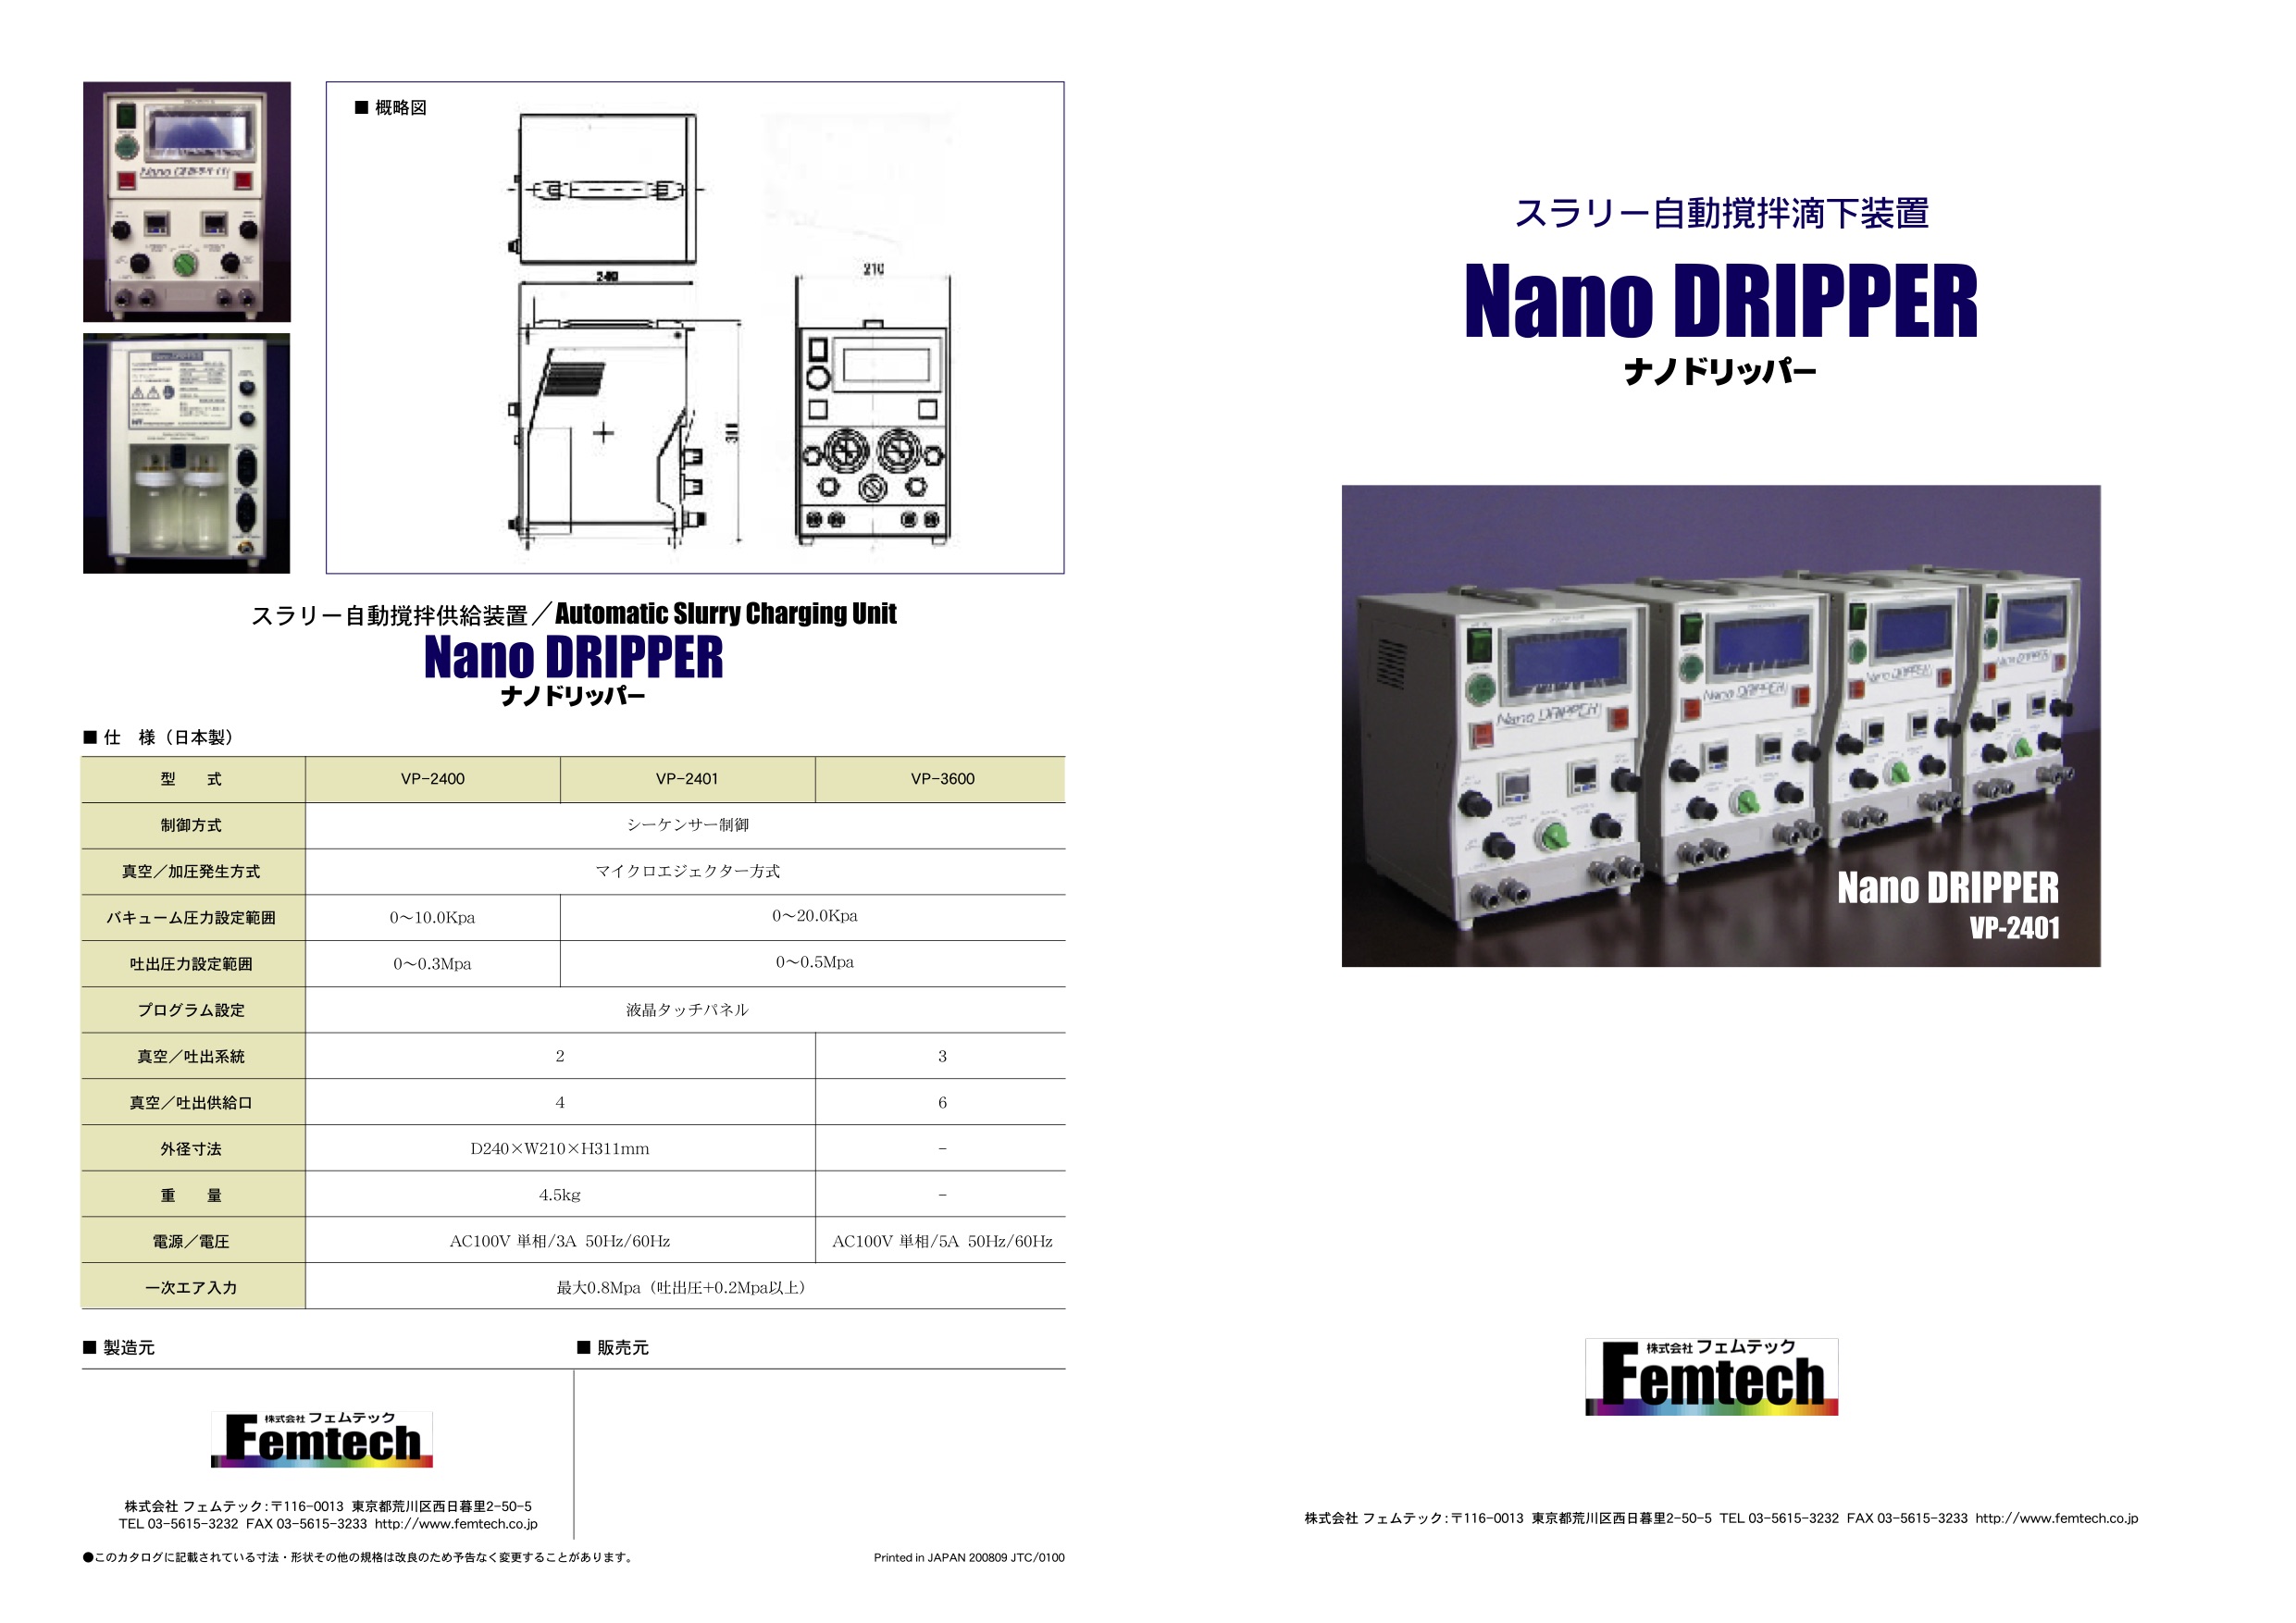 ■ 概略図
240
210
311
スラリー自動撹拌供給装置／Automatic Slurry Charging Unit
Nano DRIPPER
ナノドリッパー
■ 仕　様（日本製）
型　　式 VP-2400 VP-2401 VP-3600
制御方式 シーケンサー制御
真空／加圧発生方式 マイクロエジェクター方式
バキューム圧力設定範囲 0〜10.0Kpa 0〜20.0Kpa
吐出圧力設定範囲 0〜0.3Mpa 0〜0.5Mpa
プログラム設定 液晶タッチパネル
真空／吐出系統 2 3
真空／吐出供給口 4 6
外径寸法 D240×W210×H311mm −
重　　量 4.5kg −
電源／電圧 AC100V 単相/3A 50Hz/60Hz AC100V 単相/5A 50Hz/60Hz
一次エア入力 最大0.8Mpa（吐出圧+0.2Mpa以上）
■ 製造元
■ 販売元
株式会社 フェムテック
Femtech
株式会社 フェムテック：〒116-0013 東京都荒川区西日暮里2-50-5
TEL 03-5615-3232 FAX 03-5615-3233 http://www.femtech.co.jp
●このカタログに記載されている寸法・形状その他の規格は改良のため予告なく変更することがあります。
Printed in JAPAN 200809 JTC/0100
スラリー自動撹拌滴下装置
Nano DRIPPER
ナノドリッパー
Nano DRIPPER
Nano DRIPPER
Nano DRIPPER
Nano DRIPPER
Nano DRIPPER
VP-2401
株式会社 フェムテック
Femtech
株式会社 フェムテック：〒116-0013 東京都荒川区西日暮里2-50-5 TEL 03-5615-3232 FAX 03-5615-3233 http://www.femtech.co.jp